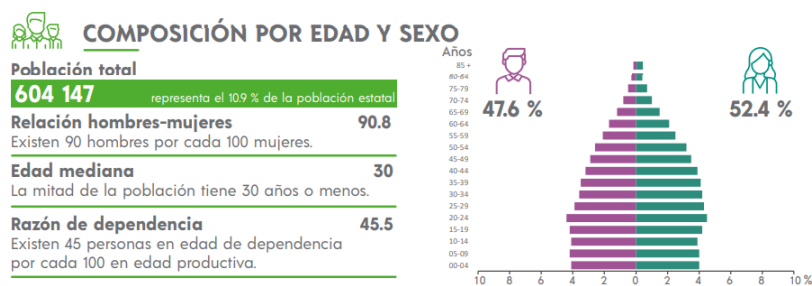 COMPOSICIÓN POR EDAD Y SEXO
Población total
604 147 representa el 10.9 % de la población estatal
Relación hombres-mujeres 90.8
Existen 90 hombres por cada 100 mujeres.
Edad mediana 30
La mitad de la población tiene 30 años o menos.
Razón de dependencia 45.5
Existen 45 personas en edad de dependencia
por cada 100 en edad productiva.
Años
47.6 %
52.4 %
85 +
80-84
75-79
70-74
65-69
60-64
55-59
50-54
45-49
40-44
35-39
30-34
25-29
20-24
15-19
10-14
05-09
00-04
10 8 6 4 2 0 2 4 6 8 10 %